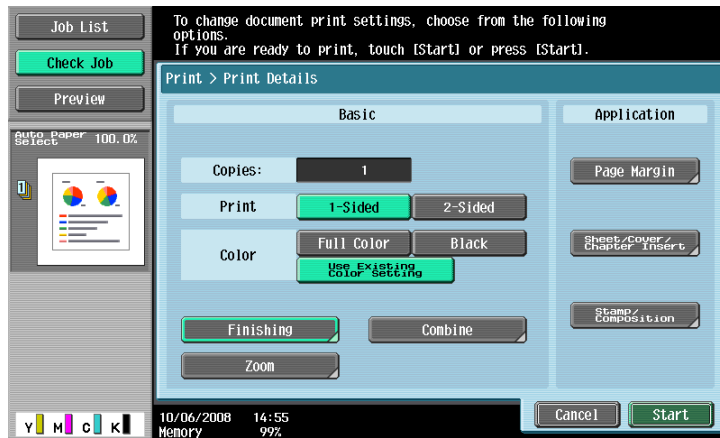 Job List
Check Job
Preview
Auto Paper Select 100.0%
1
Y M C K
To change document print settings, choose from the following
options.
If you are ready to print, touch [Start] or press [Start].
Print > Print Details
Basic
Copies: 1
Print 1-Sided 2-Sided
Color Full Color Black
Use Existing
Color Setting
Finishing Combine
Zoom
Application
Page Margin
Sheet/Cover/
Chapter Insert
Stamp/
Composition
10/06/2008 14:55
Memory 99%
Cancel Start